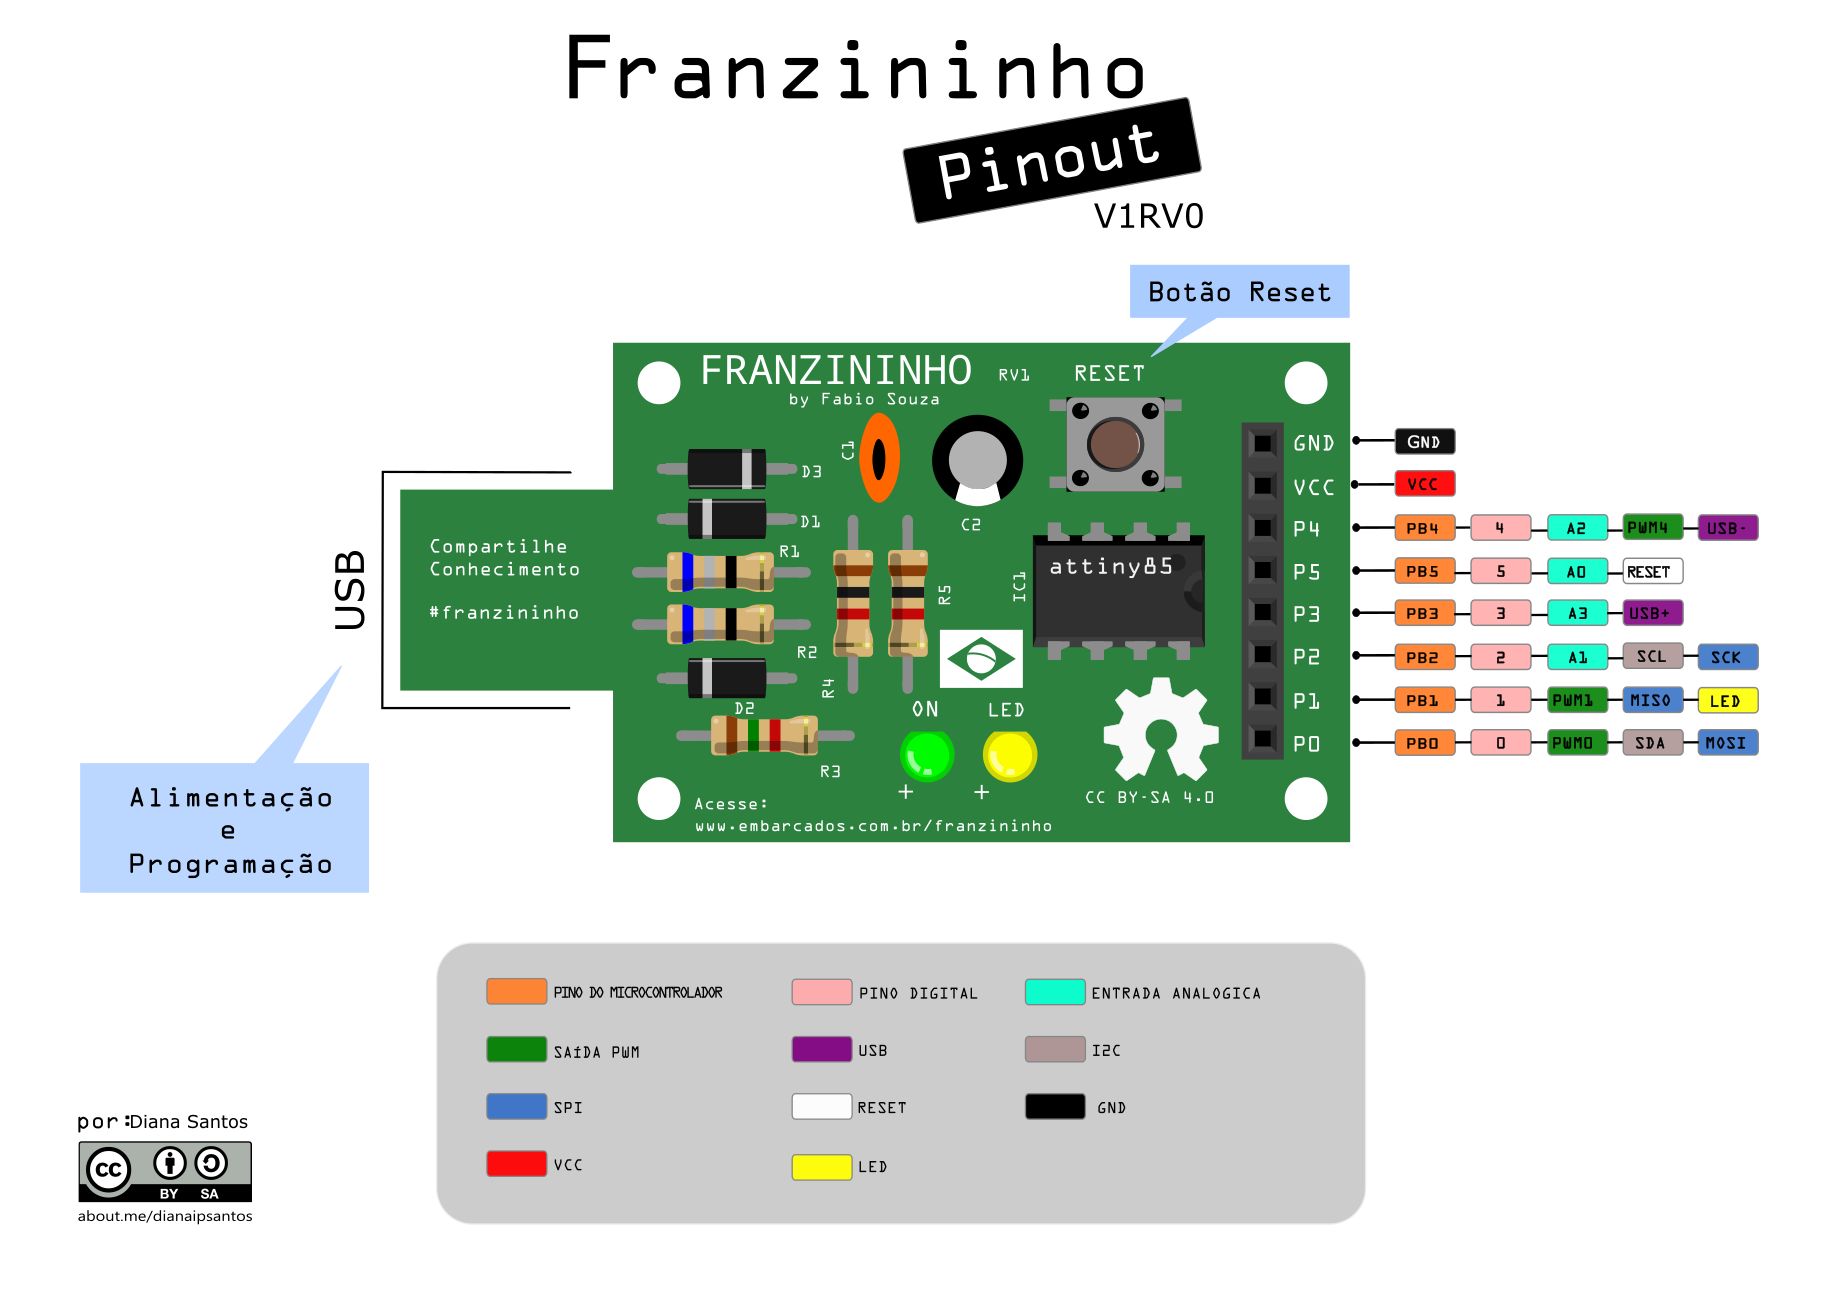 Franzininho
Pinout
V1RV0
Botão Reset
FRANZININHO
by Fabio Souza
RV1
RESET
C1
C2
D3
D1
R1
R2
R4
R5
D2
R3
IC1
attiny85
USB
Compartilhe
Conhecimento
#franzininho
Alimentação
e
Programação
ON
LED
+
+
CC BY-SA 4.0
Acesse:
www.embarcados.com.br/franzininho
GND GND
VCC VCC
P4 PB4 4 A2 PWM4 USB-
P5 PB5 5 A0 RESET
P3 PB3 3 A3 USB+
P2 PB2 2 A1 SCL SCK
P1 PB1 1 PWM1 MISO LED
P0 PB0 0 PWM0 SDA MOSI
PINO DO MICROCONTROLADOR
PINO DIGITAL
ENTRADA ANALOGICA
SAÍDA PWM
USB
I2C
SPI
RESET
GND
VCC
LED
por:Diana Santos
cc
BY SA
about.me/dianaipsantos